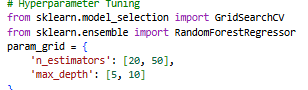 # Hyperparameter Tuning
from sklearn.model_selection import GridSearchCV
from sklearn.ensemble import RandomForestRegressor
param_grid = {
    'n_estimators': [20, 50],
    'max_depth': [5, 10]
}